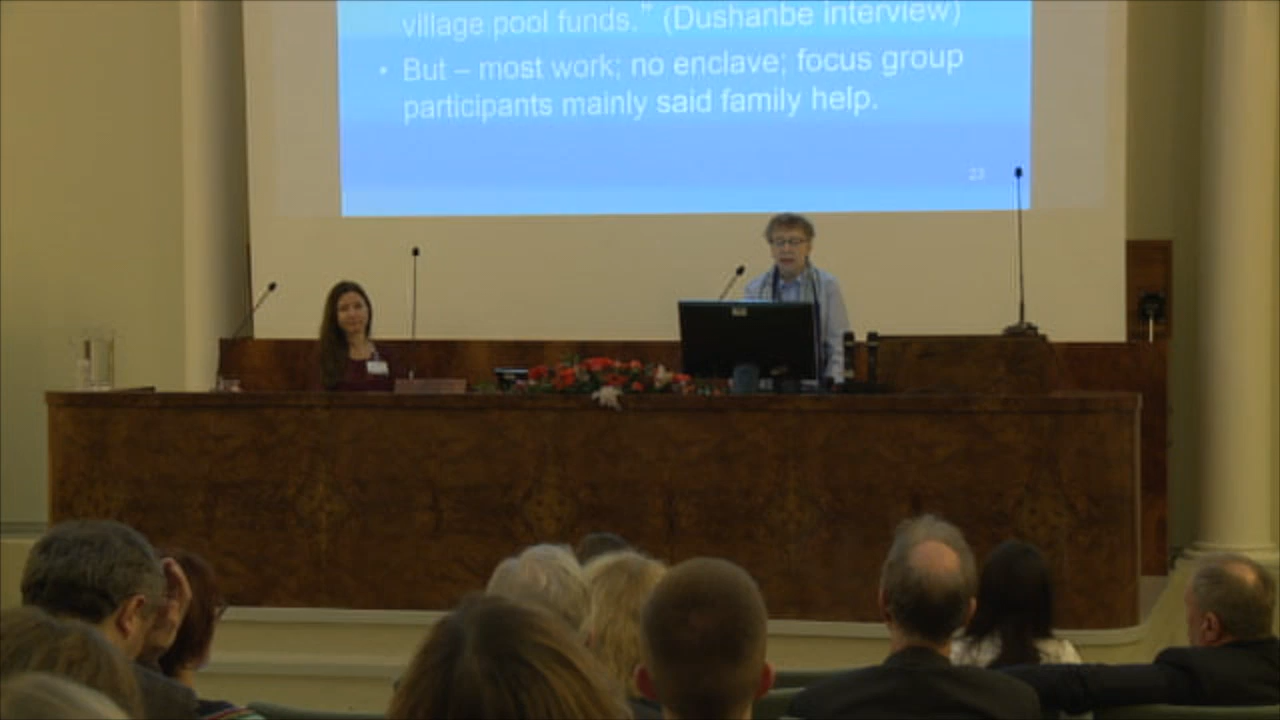 village pool funds.” (Dushanbe interview)
• But – most work; no enclave; focus group
participants mainly said family help.
23